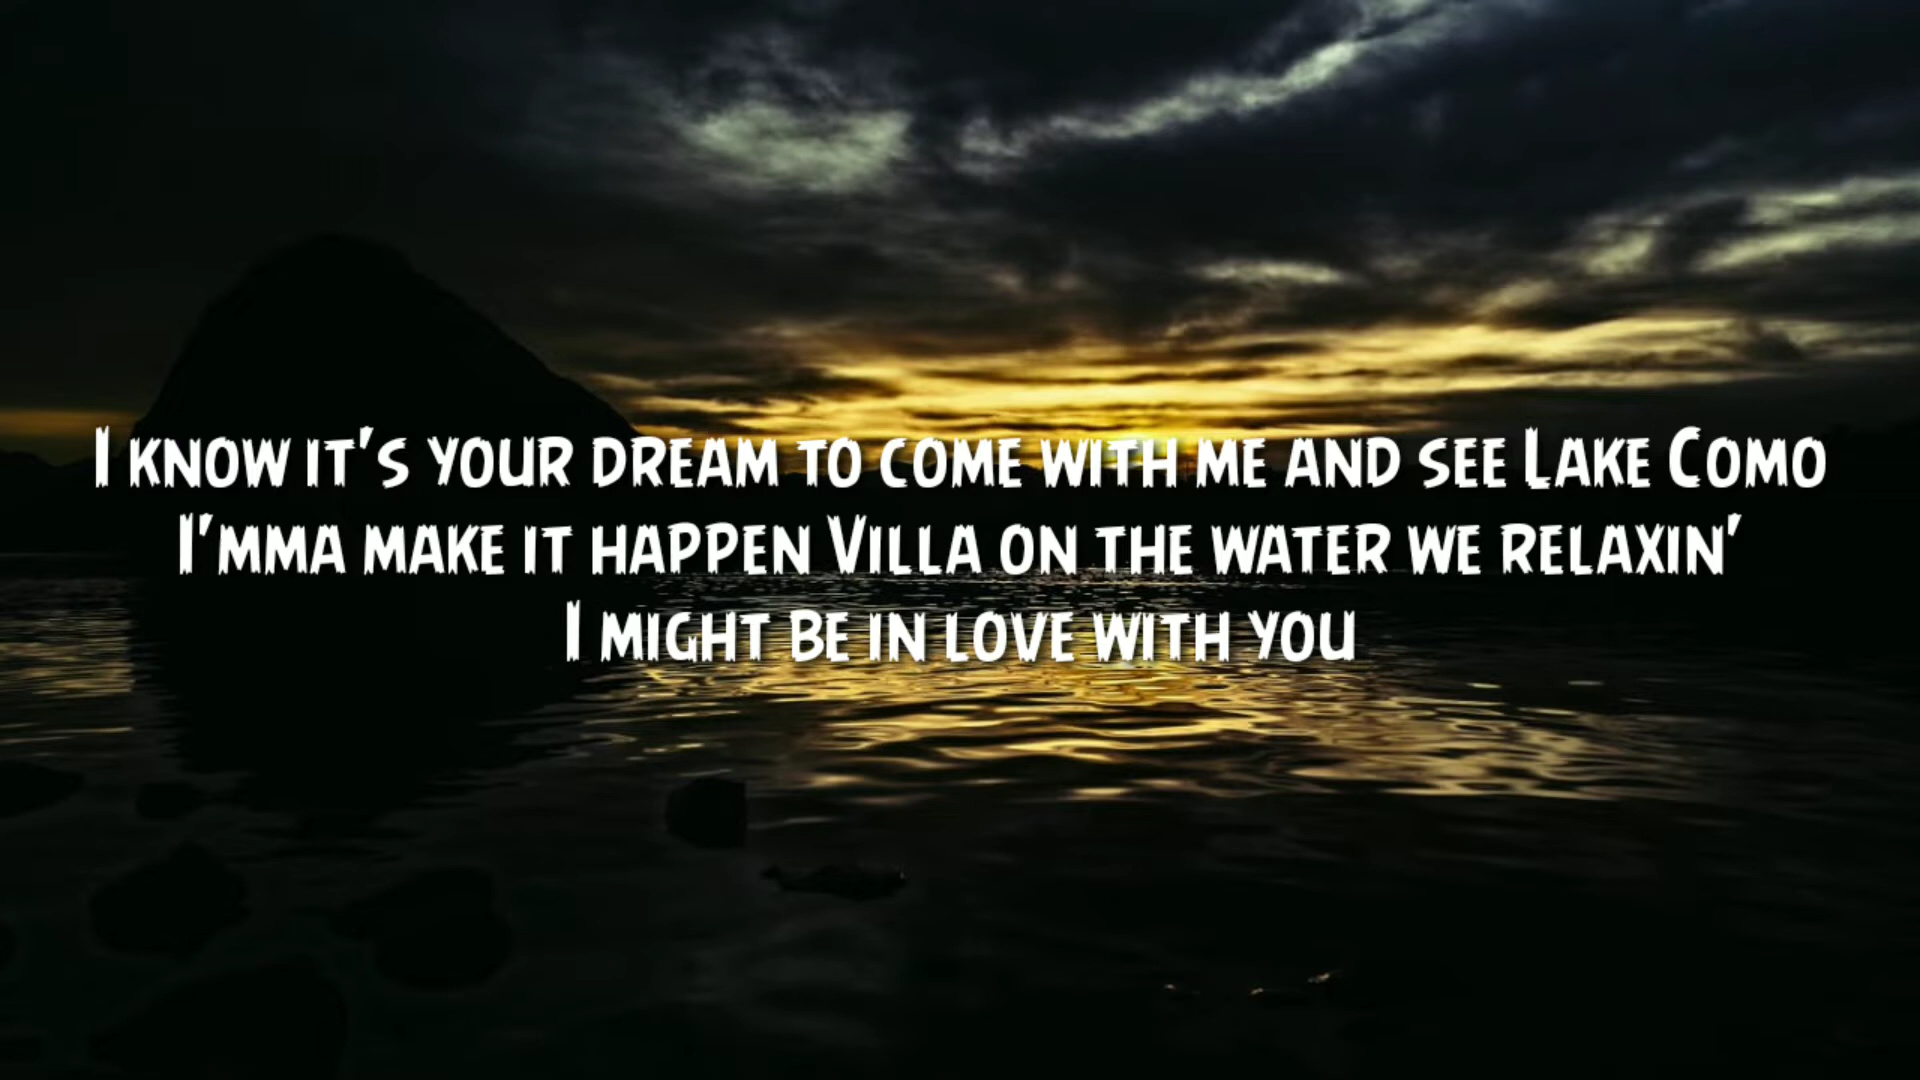 I know it's your dream to come with me and see Lake Como
I'mma make it happen Villa on the water we relaxin'
I might be in love with you